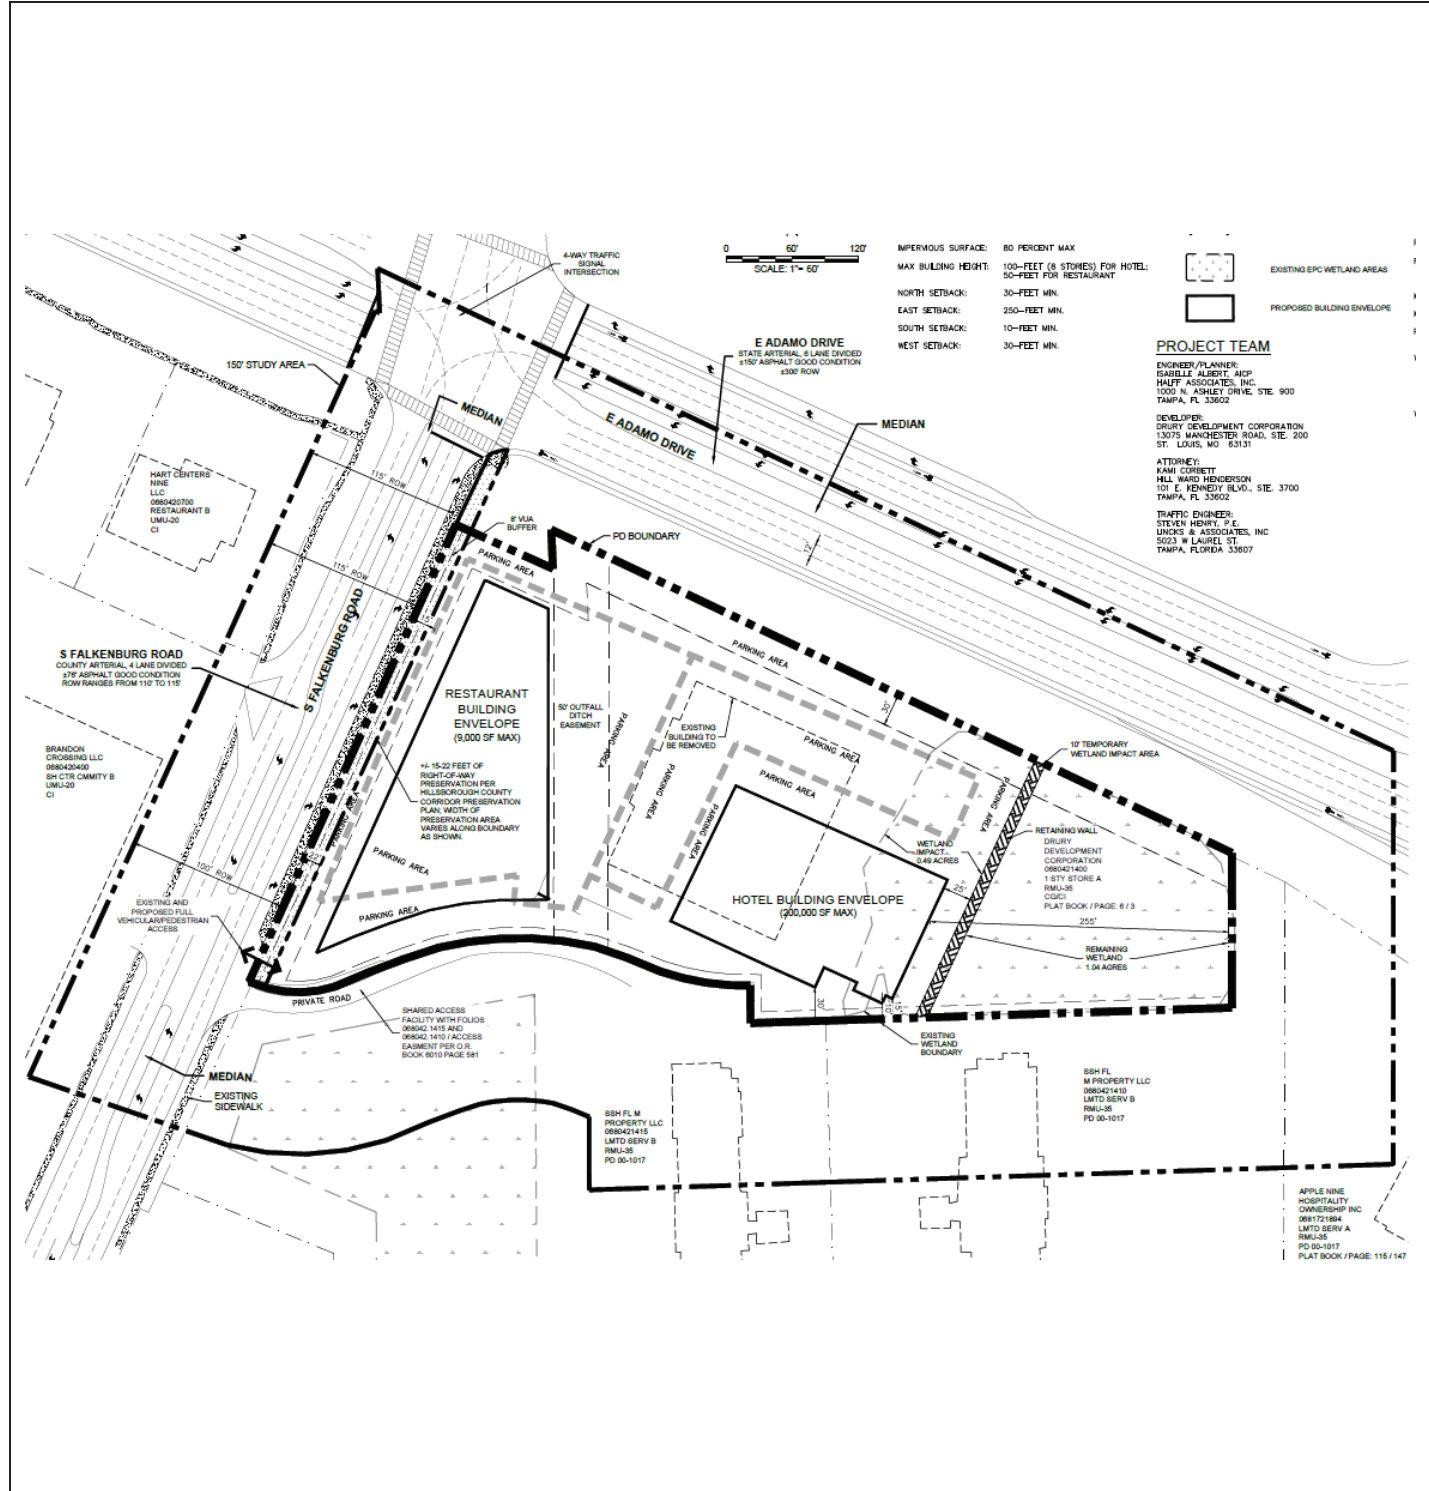 0 60' 120'
SCALE: 1"= 60'
IMPERVIOUS SURFACE: 80 PERCENT MAX
MAX BUILDING HEIGHT: 100-FEET (8 STORIES) FOR HOTEL;
50-FEET FOR RESTAURANT
NORTH SETBACK: 30-FEET MIN.
EAST SETBACK: 250-FEET MIN.
SOUTH SETBACK: 10-FEET MIN.
WEST SETBACK: 30-FEET MIN.
EXISTING EPC WETLAND AREAS
PROPOSED BUILDING ENVELOPE
PROJECT TEAM
ENGINEER/PLANNER:
ISABELLE ALBERT, AICP
HALFF ASSOCIATES, INC.
1000 N. ASHLEY DRIVE, STE. 900
TAMPA, FL 33602
DEVELOPER:
DRURY DEVELOPMENT CORPORATION
13075 MANCHESTER ROAD, STE. 200
ST. LOUIS, MO 63131
ATTORNEY:
KAMI CORBETT
HILL WARD HENDERSON
101 E. KENNEDY BLVD., STE. 3700
TAMPA, FL 33602
TRAFFIC ENGINEER:
STEVEN HENRY, P.E.
LINCKS & ASSOCIATES, INC
5023 W LAUREL ST.
TAMPA, FLORIDA 33607
4-WAY TRAFFIC
SIGNAL
INTERSECTION
150' STUDY AREA
E ADAMO DRIVE
STATE ARTERIAL, 6 LANE DIVIDED
±150' ASPHALT GOOD CONDITION
±300' ROW
MEDIAN
E ADAMO DRIVE
MEDIAN
HART CENTERS
NINE
LLC
0680420700
RESTAURANT B
UMU-20
CI
115' ROW
8' VUA
BUFFER
PD BOUNDARY
12'
PARKING AREA
115' ROW
15'
S FALKENBURG ROAD
S FALKENBURG ROAD
COUNTY ARTERIAL, 4 LANE DIVIDED
±76' ASPHALT GOOD CONDITION
ROW RANGES FROM 110' TO 115'
PARKING AREA
RESTAURANT
BUILDING
ENVELOPE
(9,000 SF MAX)
50' OUTFALL
DITCH
EASEMENT
PARKING AREA
EXISTING
BUILDING TO
BE REMOVED
30'
PARKING AREA
10' TEMPORARY
WETLAND IMPACT AREA
BRANDON
CROSSING LLC
0680420400
SH CTR CMMITY B
UMU-20
CI
+/- 15-22 FEET OF
RIGHT-OF-WAY
PRESERVATION PER
HILLSBOROUGH COUNTY
CORRIDOR PRESERVATION
PLAN; WIDTH OF
PRESERVATION AREA
VARIES ALONG BOUNDARY
AS SHOWN.
PARKING AREA
PARKING AREA
PARKING AREA
PARKING AREA
PARKING AREA
WETLAND
IMPACT
0.49 ACRES
RETAINING WALL
DRURY
DEVELOPMENT
CORPORATION
0680421400
1 STY STORE A
RMU-35
CG/CI
PLAT BOOK / PAGE: 6 / 3
22'
PARKING AREA
100' ROW
25'
EXISTING AND
PROPOSED FULL
VEHICULAR/PEDESTRIAN
ACCESS
PARKING AREA
HOTEL BUILDING ENVELOPE
(200,000 SF MAX)
255'
REMAINING
WETLAND
1.04 ACRES
PRIVATE ROAD
30'
10'
15'
SHARED ACCESS
FACILITY WITH FOLIOS
068042.1415 AND
068042.1410 / ACCESS
EASMENT PER O.R.
BOOK 6010 PAGE 581
EXISTING
WETLAND
BOUNDARY
MEDIAN
EXISTING
SIDEWALK
SSH FL M
PROPERTY LLC
0680421415
LMTD SERV B
RMU-35
PD 00-1017
SSH FL
M PROPERTY LLC
0680421410
LMTD SERV B
RMU-35
PD 00-1017
APPLE NINE
HOSPITALITY
OWNERSHIP INC
0681721894
LMTD SERV A
RMU-35
PD 00-1017
PLAT BOOK / PAGE: 115 / 147